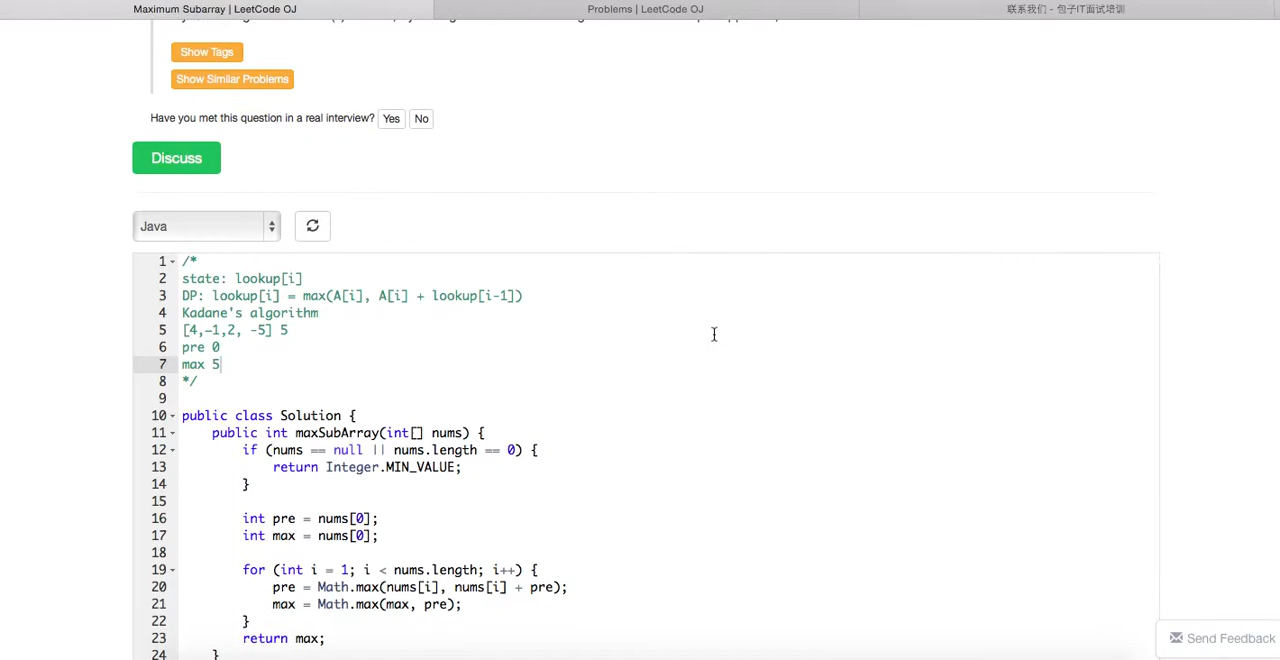 Maximum Subarray | LeetCode OJ
Problems | LeetCode OJ
联系我们 - 包子IT面试培训
Show Tags
Show Similar Problems
Have you met this question in a real interview? Yes No
Discuss
Java
1 /*
2 state: lookup[i]
3 DP: lookup[i] = max(A[i], A[i] + lookup[i-1])
4 Kadane's algorithm
5 [4,-1,2, -5] 5
6 pre 0
7 max 5
8 */
9
10 public class Solution {
11 public int maxSubArray(int[] nums) {
12 if (nums == null || nums.length == 0) {
13 return Integer.MIN_VALUE;
14 }
15
16 int pre = nums[0];
17 int max = nums[0];
18
19 for (int i = 1; i < nums.length; i++) {
20 pre = Math.max(nums[i], nums[i] + pre);
21 max = Math.max(max, pre);
22 }
23 return max;
24 }
Send Feedback